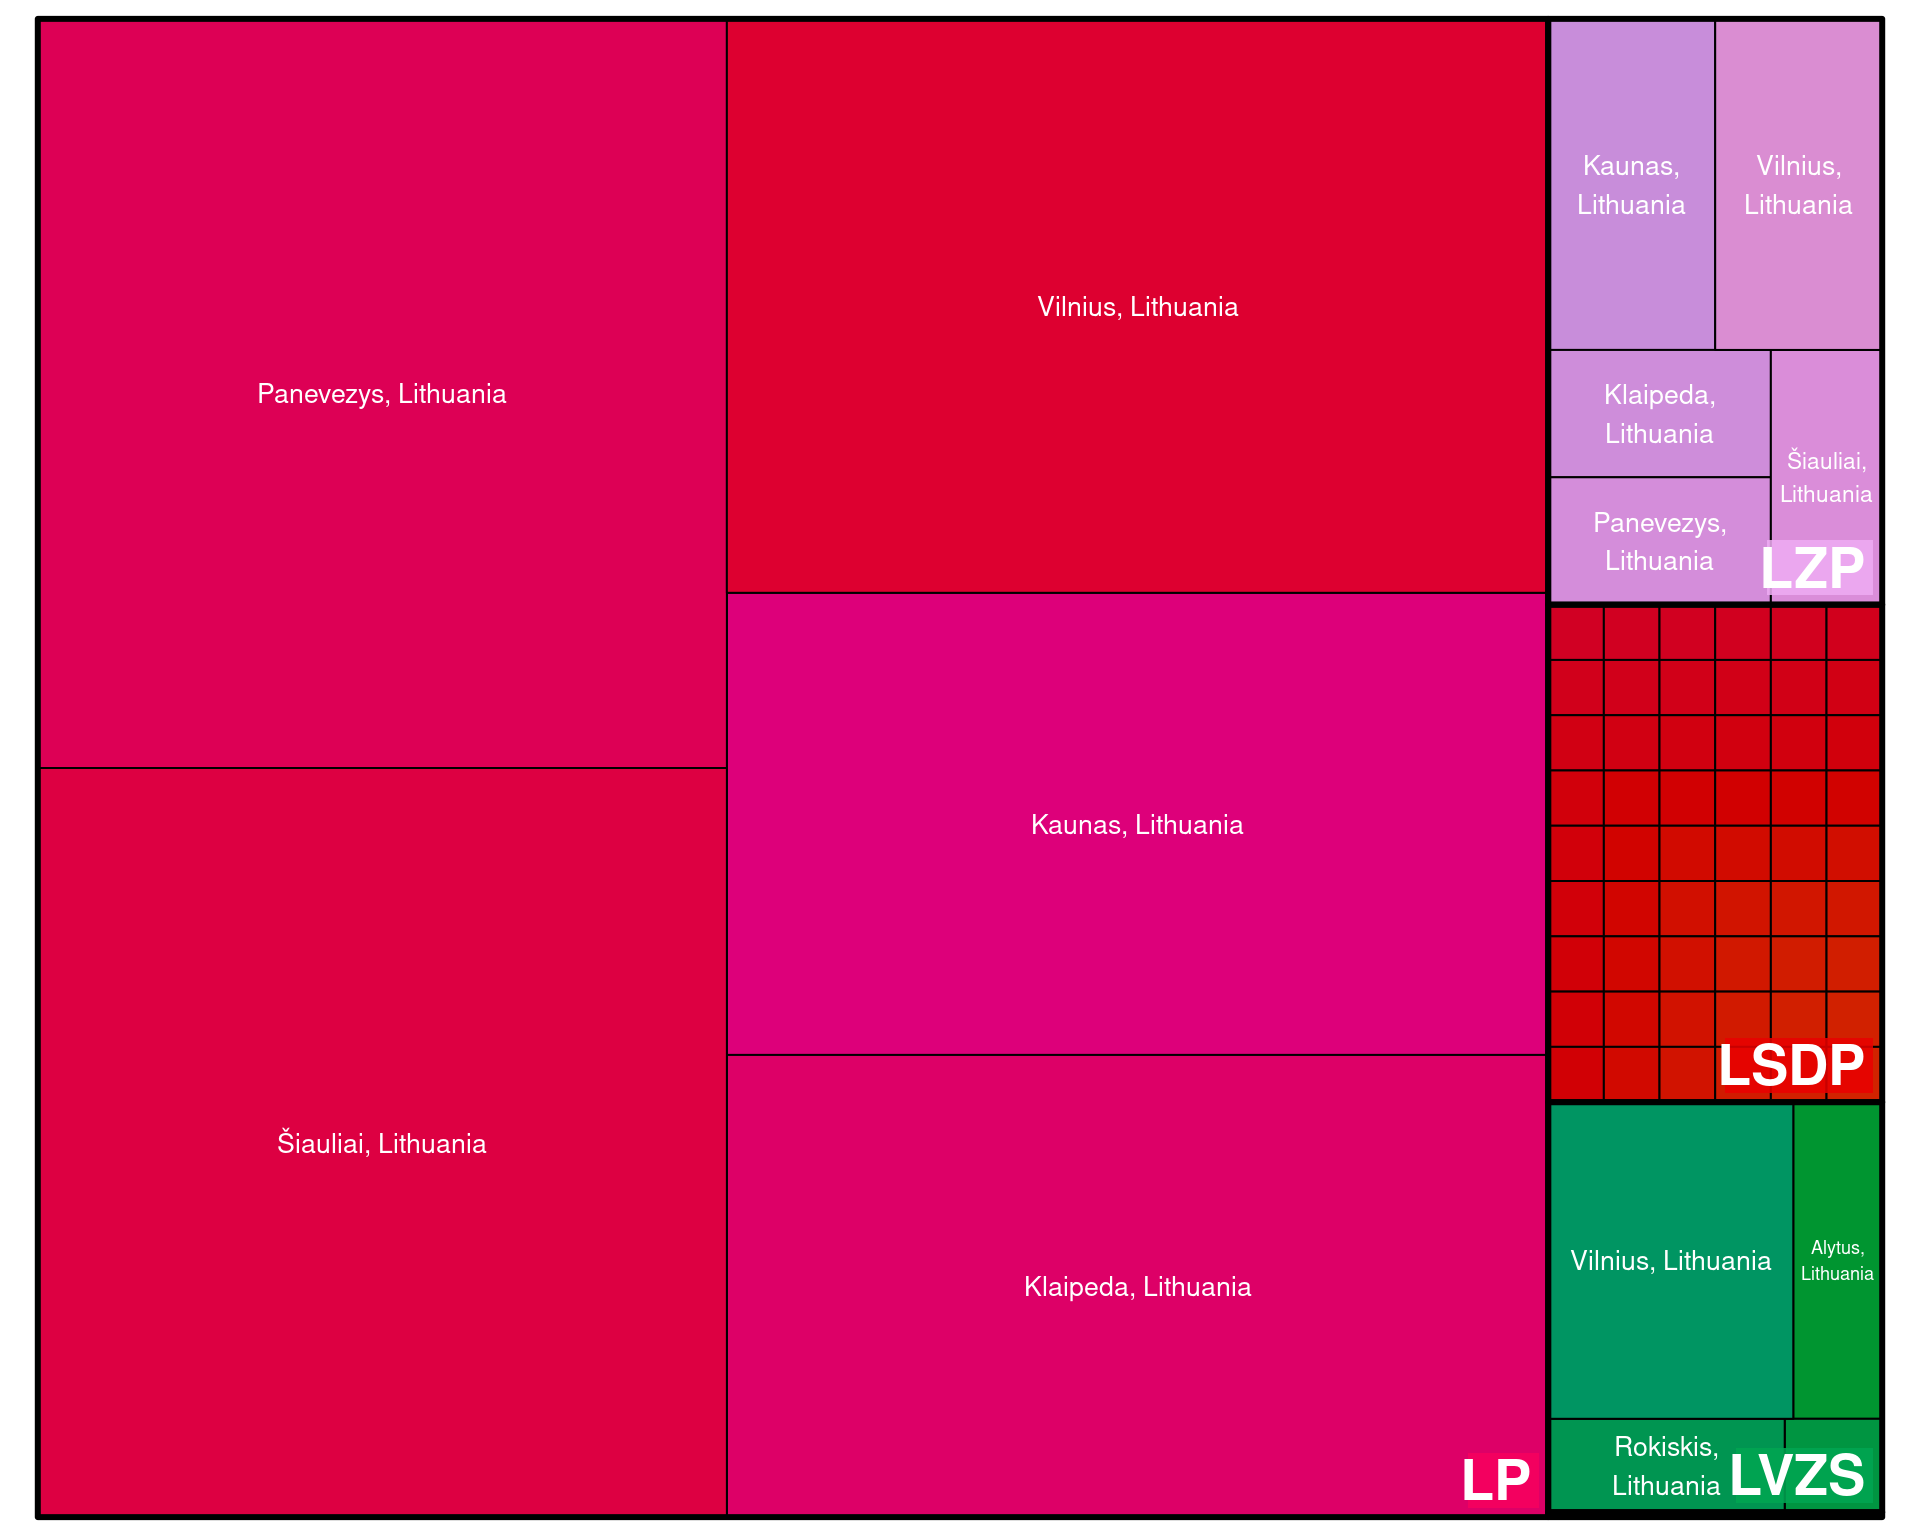 Panevezys, Lithuania
Šiauliai, Lithuania
Vilnius, Lithuania
Kaunas, Lithuania
Klaipeda, Lithuania
LP
Kaunas,
Lithuania
Vilnius,
Lithuania
Klaipeda,
Lithuania
Panevezys,
Lithuania
Šiauliai,
Lithuania
LZP
LSDP
Vilnius, Lithuania
Alytus,
Lithuania
Rokiskis,
Lithuania
LVZS